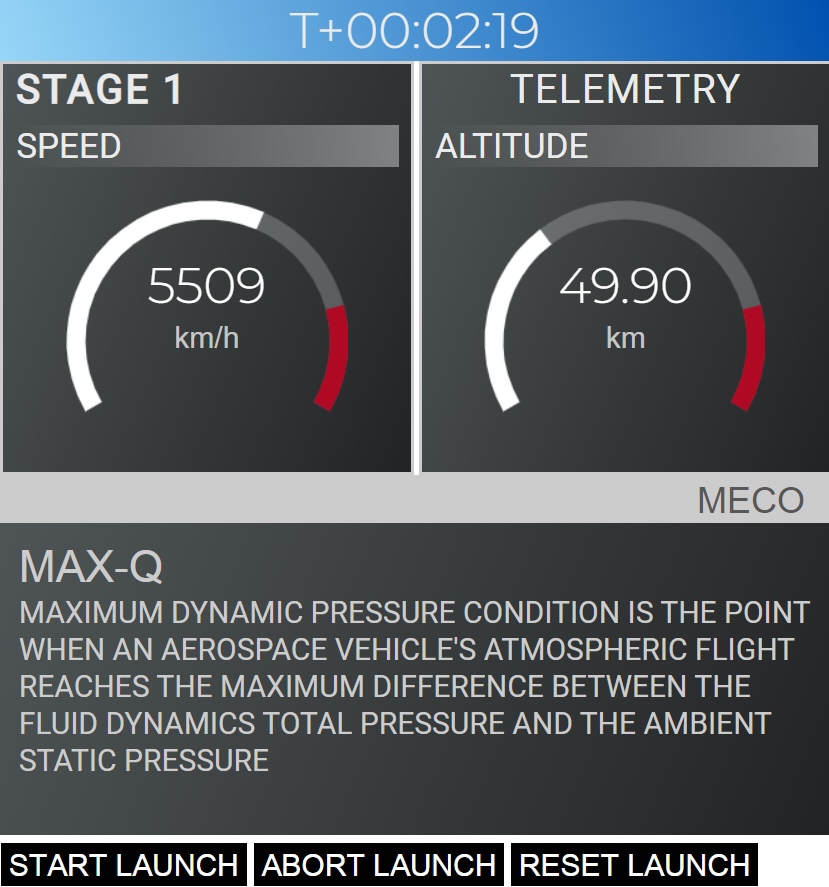 T+00:02:19
STAGE 1
TELEMETRY
SPEED
ALTITUDE
5509
km/h
49.90
km
MECO
MAX-Q
MAXIMUM DYNAMIC PRESSURE CONDITION IS THE POINT
WHEN AN AEROSPACE VEHICLE'S ATMOSPHERIC FLIGHT
REACHES THE MAXIMUM DIFFERENCE BETWEEN THE
FLUID DYNAMICS TOTAL PRESSURE AND THE AMBIENT
STATIC PRESSURE
START LAUNCH
ABORT LAUNCH
RESET LAUNCH